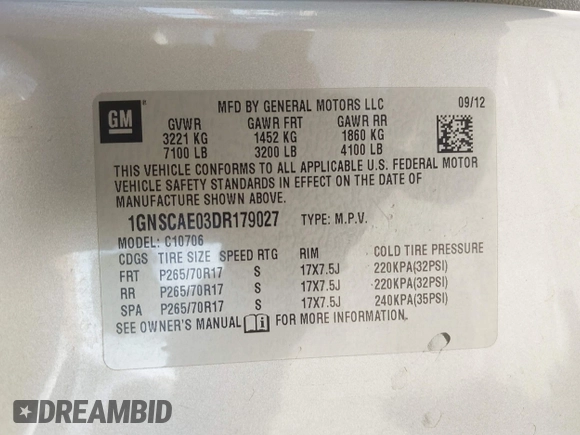 GM
MFD BY GENERAL MOTORS LLC 09/12
GVWR GAWR FRT GAWR RR
3221 KG 1452 KG 1860 KG
7100 LB 3200 LB 4100 LB
THIS VEHICLE CONFORMS TO ALL APPLICABLE U.S. FEDERAL MOTOR
VEHICLE SAFETY STANDARDS IN EFFECT ON THE DATE OF
MANUFACTURE SHOWN ABOVE.
1GNSCAE03DR179027 TYPE: M.P.V.
MODEL: C10706
CDGS TIRE SIZE SPEED RTG RIM COLD TIRE PRESSURE
FRT P265/70R17 S 17X7.5J 220KPA(32PSI)
RR P265/70R17 S 17X7.5J 220KPA(32PSI)
SPA P265/70R17 S 17X7.5J 240KPA(35PSI)
SEE OWNER'S MANUAL FOR MORE INFORMATION.
DREAMBID